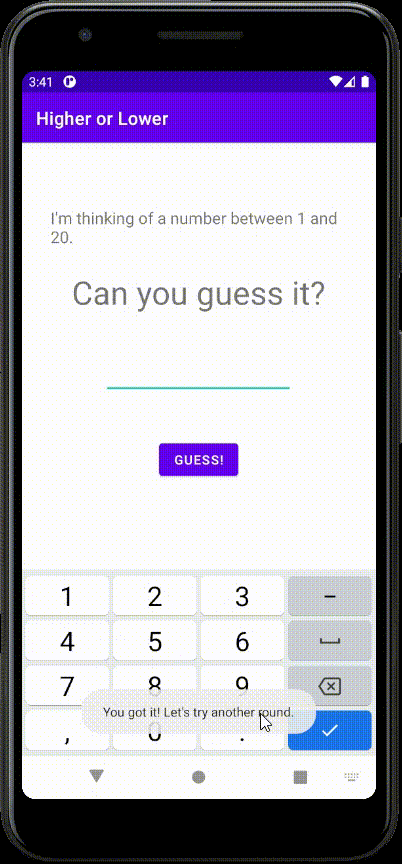 3:41
Higher or Lower
I'm thinking of a number between 1 and
20.
Can you guess it?
GUESS!
1 2 3 –
4 5 6
7 8 9
You got it! Let's try another round.
, 0 .